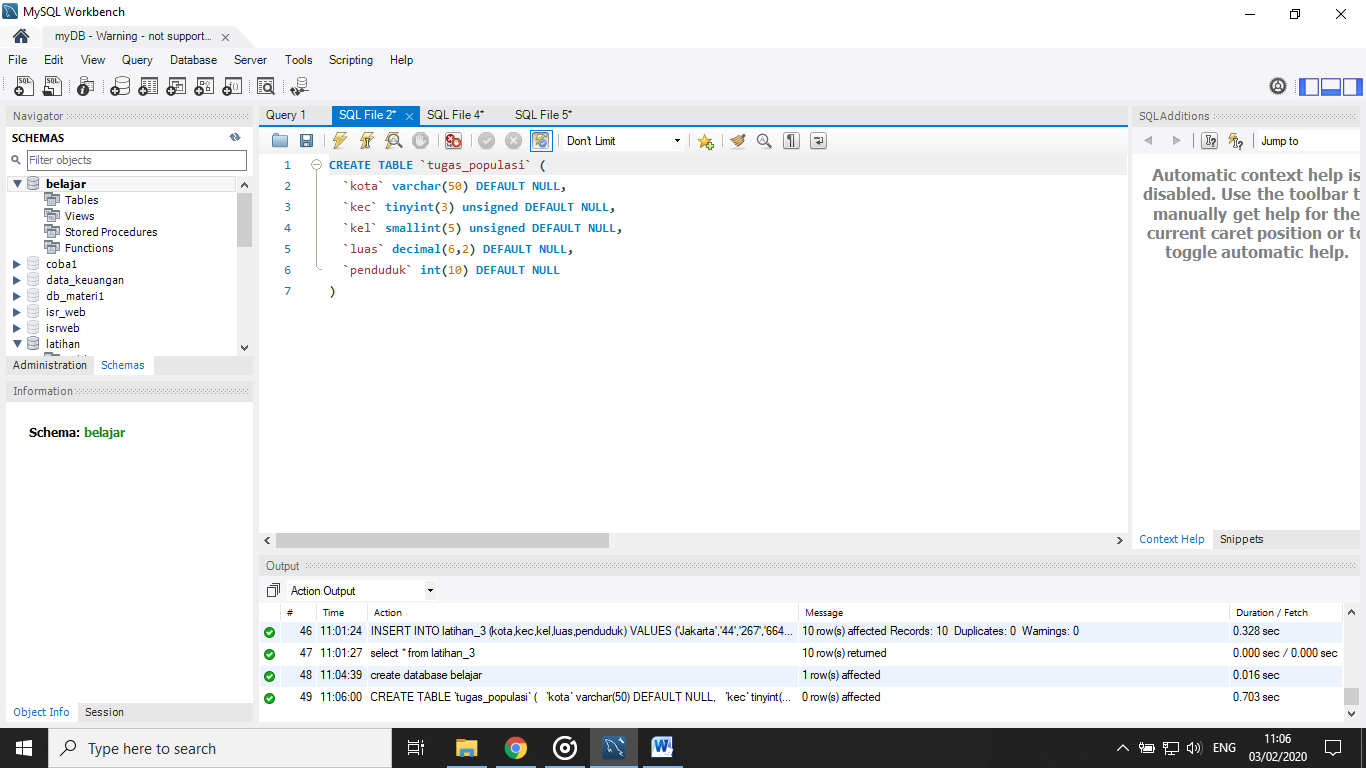 MySQL Workbench
myDB - Warning - not support...
File Edit View Query Database Server Tools Scripting Help
Navigator
SCHEMAS
Filter objects
belajar
Tables
Views
Stored Procedures
Functions
coba1
data_keuangan
db_materi1
isr_web
isrweb
latihan
Administration Schemas
Information
Schema: belajar
Object Info Session
Query 1 SQL File 2* SQL File 4* SQL File 5*
Don't Limit
1 CREATE TABLE `tugas_populasi` (
2 `kota` varchar(50) DEFAULT NULL,
3 `kec` tinyint(3) unsigned DEFAULT NULL,
4 `kel` smallint(5) unsigned DEFAULT NULL,
5 `luas` decimal(6,2) DEFAULT NULL,
6 `penduduk` int(10) DEFAULT NULL
7 )
SQLAdditions
Jump to
Automatic context help is
disabled. Use the toolbar t
manually get help for the
current caret position or to
toggle automatic help.
Context Help Snippets
Output
Action Output
# Time Action Message Duration / Fetch
46 11:01:24 INSERT INTO latihan_3 (kota,kec,kel,luas,penduduk) VALUES ('Jakarta','44','267','664... 10 row(s) affected Records: 10 Duplicates: 0 Warnings: 0 0.328 sec
47 11:01:27 select * from latihan_3 10 row(s) returned 0.000 sec / 0.000 sec
48 11:04:39 create database belajar 1 row(s) affected 0.016 sec
49 11:06:00 CREATE TABLE `tugas_populasi` ( `kota` varchar(50) DEFAULT NULL, `kec` tinyint(... 0 row(s) affected 0.703 sec
Type here to search
ENG
11:06
03/02/2020